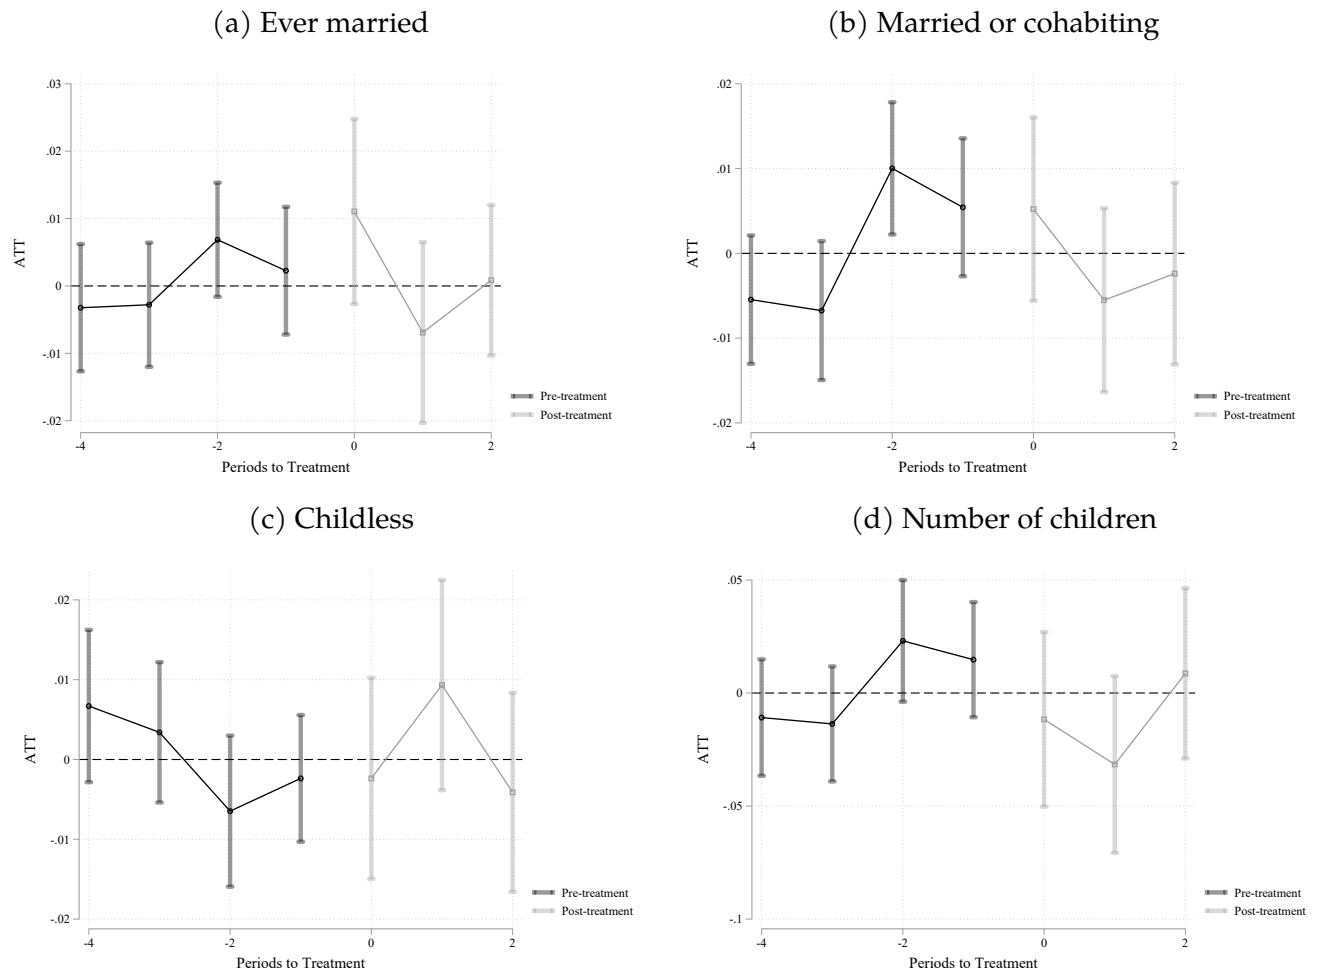 (a) Ever married
.03
.02
.01
0
-.01
-.02
ATT
-4
-2
0
2
Periods to Treatment
Pre-treatment
Post-treatment
(b) Married or cohabiting
.02
.01
0
-.01
-.02
ATT
-4
-2
0
2
Periods to Treatment
Pre-treatment
Post-treatment
(c) Childless
.02
.01
0
-.01
-.02
ATT
-4
-2
0
2
Periods to Treatment
Pre-treatment
Post-treatment
(d) Number of children
.05
0
-.05
-.1
ATT
-4
-2
0
2
Periods to Treatment
Pre-treatment
Post-treatment